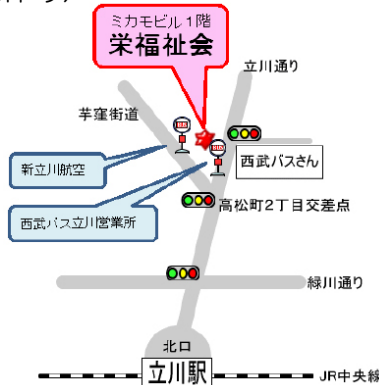 ミカモビル1階
栄福祉会
立川通り
芋窪街道
新立川航空
西武バスさん
西武バス立川営業所
高松町2丁目交差点
緑川通り
北口
立川駅
JR中央線